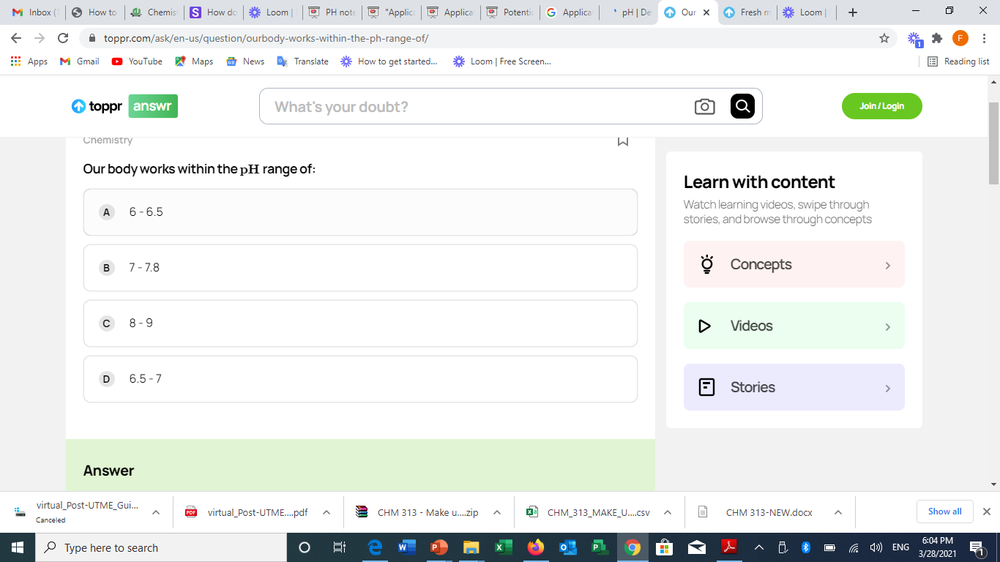 Inbox (1
How to
Chemis
How do
Loom |
PH note
"Applica
Applica
Potentio
Applica
pH | De
Our
Fresh m
Loom |
toppr.com/ask/en-us/question/ourbody-works-within-the-ph-range-of/
F
1
Apps
Gmail
YouTube
Maps
News
Translate
How to get started...
Loom | Free Screen...
Reading list
toppr answr
What's your doubt?
Join / Login
Chemistry
Our body works within the pH range of:
A 6 - 6.5
B 7 - 7.8
C 8 - 9
D 6.5 - 7
Answer
Learn with content
Watch learning videos, swipe through
stories, and browse through concepts
Concepts
Videos
Stories
virtual_Post-UTME_Gui...
Canceled
virtual_Post-UTME....pdf
CHM 313 - Make u....zip
CHM_313_MAKE_U....csv
CHM 313-NEW.docx
Show all
Type here to search
ENG
6:04 PM
3/28/2021
1